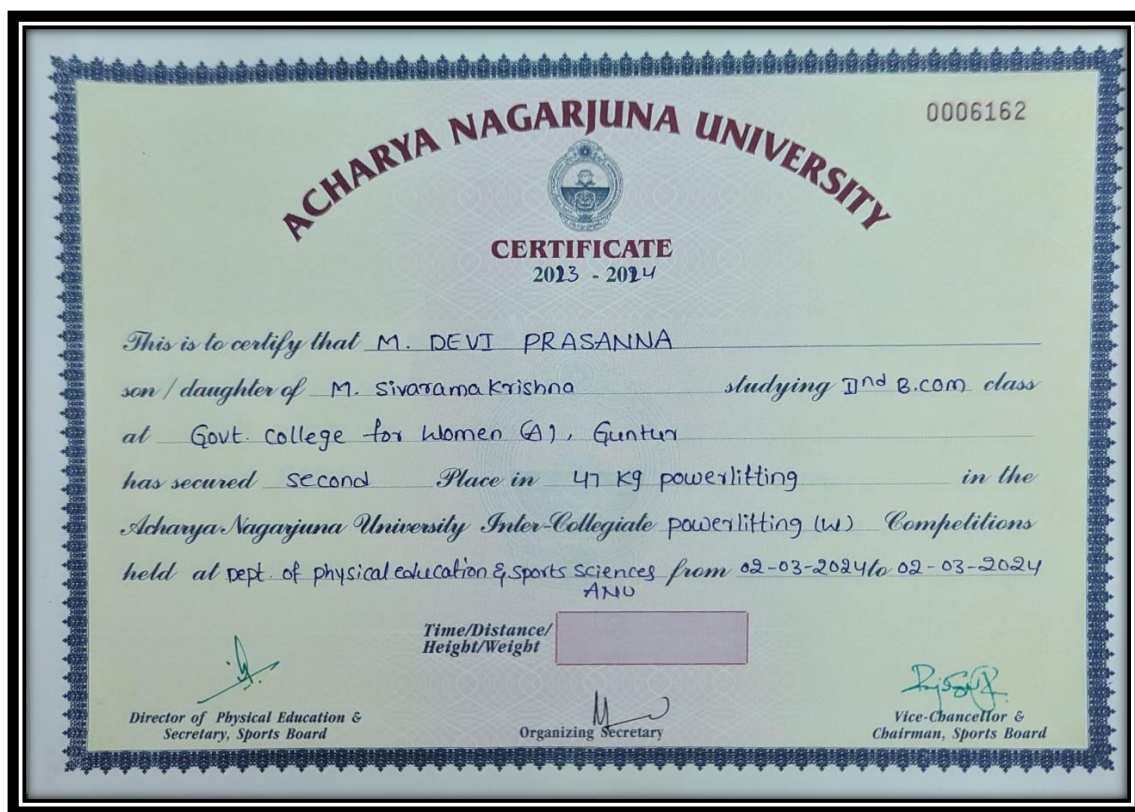 0006162
ACHARYA NAGARJUNA UNIVERSITY
CERTIFICATE
2023 - 2024
This is to certify that M. DEVI PRASANNA
son / daughter of M. Sivarama Krishna studying IInd B.com class
at Govt. College for Women (A), Guntur
has secured second Place in 47 kg powerlifting in the
Acharya Nagarjuna University Inter-Collegiate powerlifting (W) Competitions
held at Dept. of physical education & sports sciences from 02-03-2024 to 02-03-2024
ANU
Time/Distance/
Height/Weight
Director of Physical Education &
Secretary, Sports Board
Organizing Secretary
Vice-Chancellor &
Chairman, Sports Board